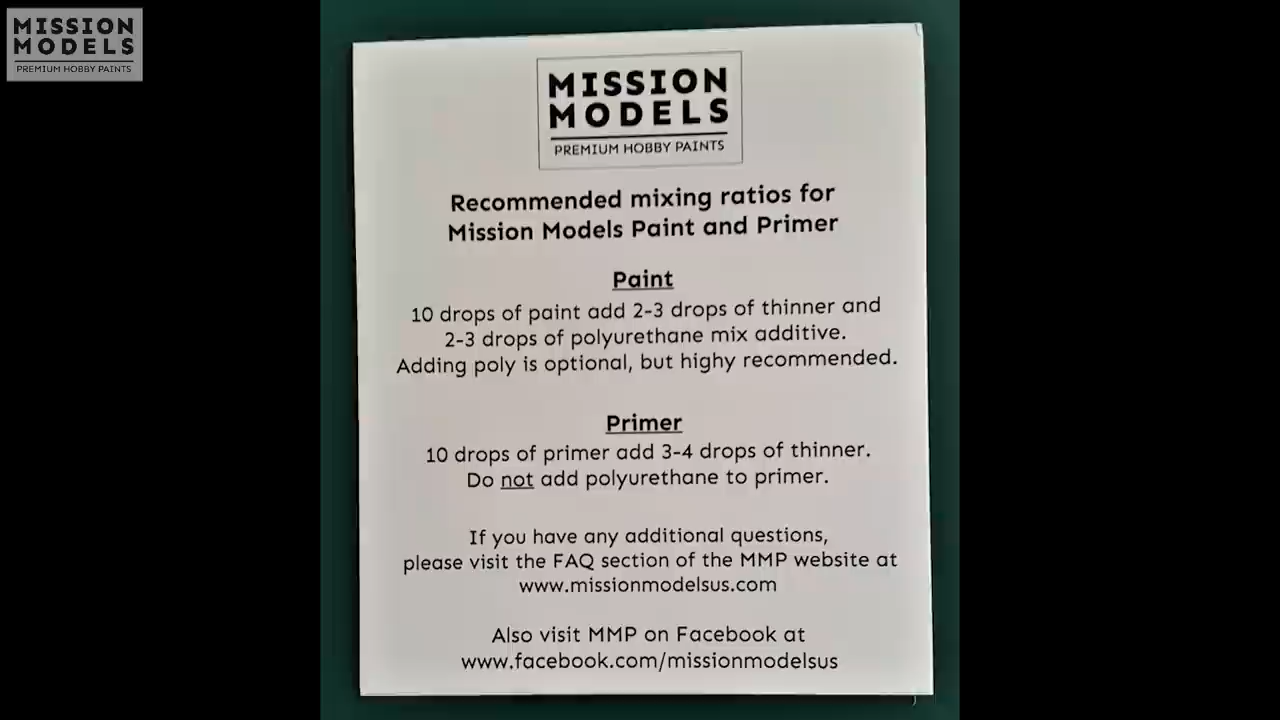 MISSION
MODELS
PREMIUM HOBBY PAINTS
MISSION
MODELS
PREMIUM HOBBY PAINTS
Recommended mixing ratios for
Mission Models Paint and Primer
Paint
10 drops of paint add 2-3 drops of thinner and
2-3 drops of polyurethane mix additive.
Adding poly is optional, but highy recommended.
Primer
10 drops of primer add 3-4 drops of thinner.
Do not add polyurethane to primer.
If you have any additional questions,
please visit the FAQ section of the MMP website at
www.missionmodelsus.com
Also visit MMP on Facebook at
www.facebook.com/missionmodelsus